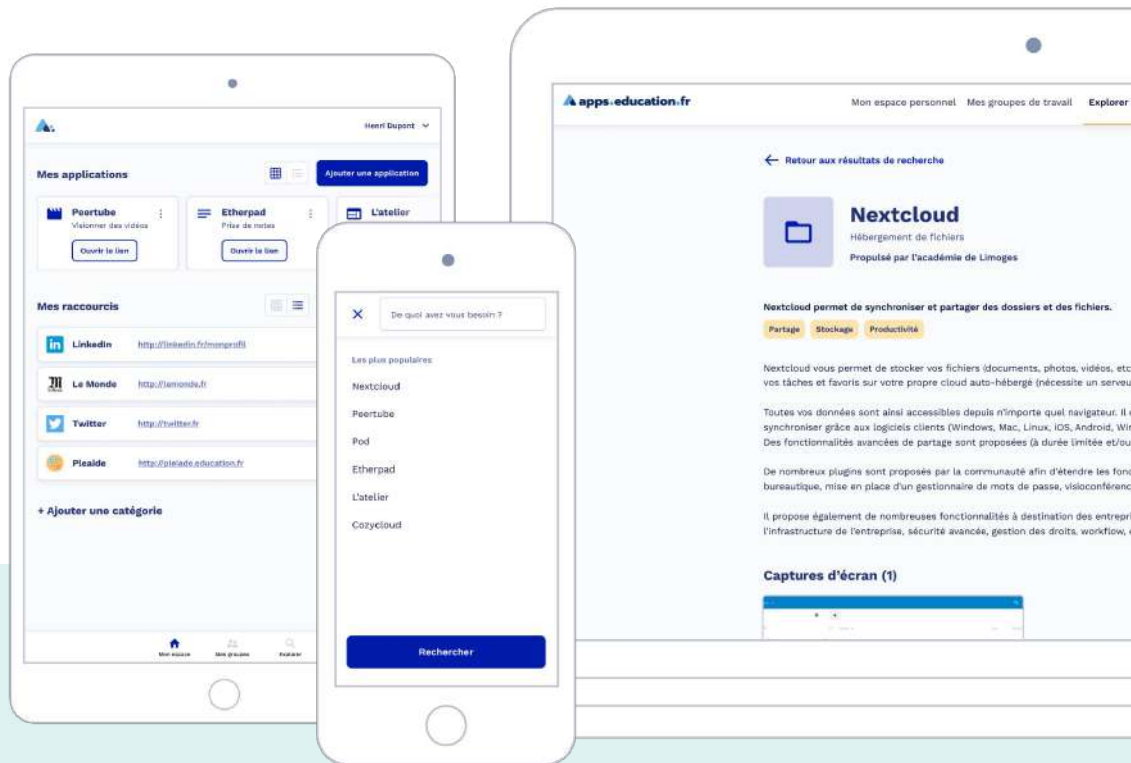 Henri Dupont
Mes applications
Ajouter une application
Peertube
Visionner des vidéos
Ouvrir le lien
Etherpad
Prise de notes
Ouvrir le lien
L'atelier
Mes raccourcis
LinkedIn http://linkedin.fr/monprofil
Le Monde http://lemonde.fr
Twitter http://twitter.fr
Pleaide http://pleiade.education.fr
+ Ajouter une catégorie
Mon espace Mes groupes Explorer
De quoi avez vous besoin ?
Les plus populaires
Nextcloud
Peertube
Pod
Etherpad
L'atelier
Cozycloud
Rechercher
apps.education.fr Mon espace personnel Mes groupes de travail Explorer
← Retour aux résultats de recherche
Nextcloud
Hébergement de fichiers
Propulsé par l'académie de Limoges
Nextcloud permet de synchroniser et partager des dossiers et des fichiers.
Partage Stockage Productivité
Nextcloud vous permet de stocker vos fichiers (documents, photos, vidéos, etc
vos tâches et favoris sur votre propre cloud auto-hébergé (nécessite un serveu
Toutes vos données sont ainsi accessibles depuis n'importe quel navigateur. Il
synchroniser grâce aux logiciels clients (Windows, Mac, Linux, iOS, Android, Win
Des fonctionnalités avancées de partage sont proposées (à durée limitée et/ou
De nombreux plugins sont proposés par la communauté afin d'étendre les fonc
bureautique, mise en place d'un gestionnaire de mots de passe, visioconférenc
Il propose également de nombreuses fonctionnalités à destination des entrepri
l'infrastructure de l'entreprise, sécurité avancée, gestion des droits, workflow,
Captures d'écran (1)